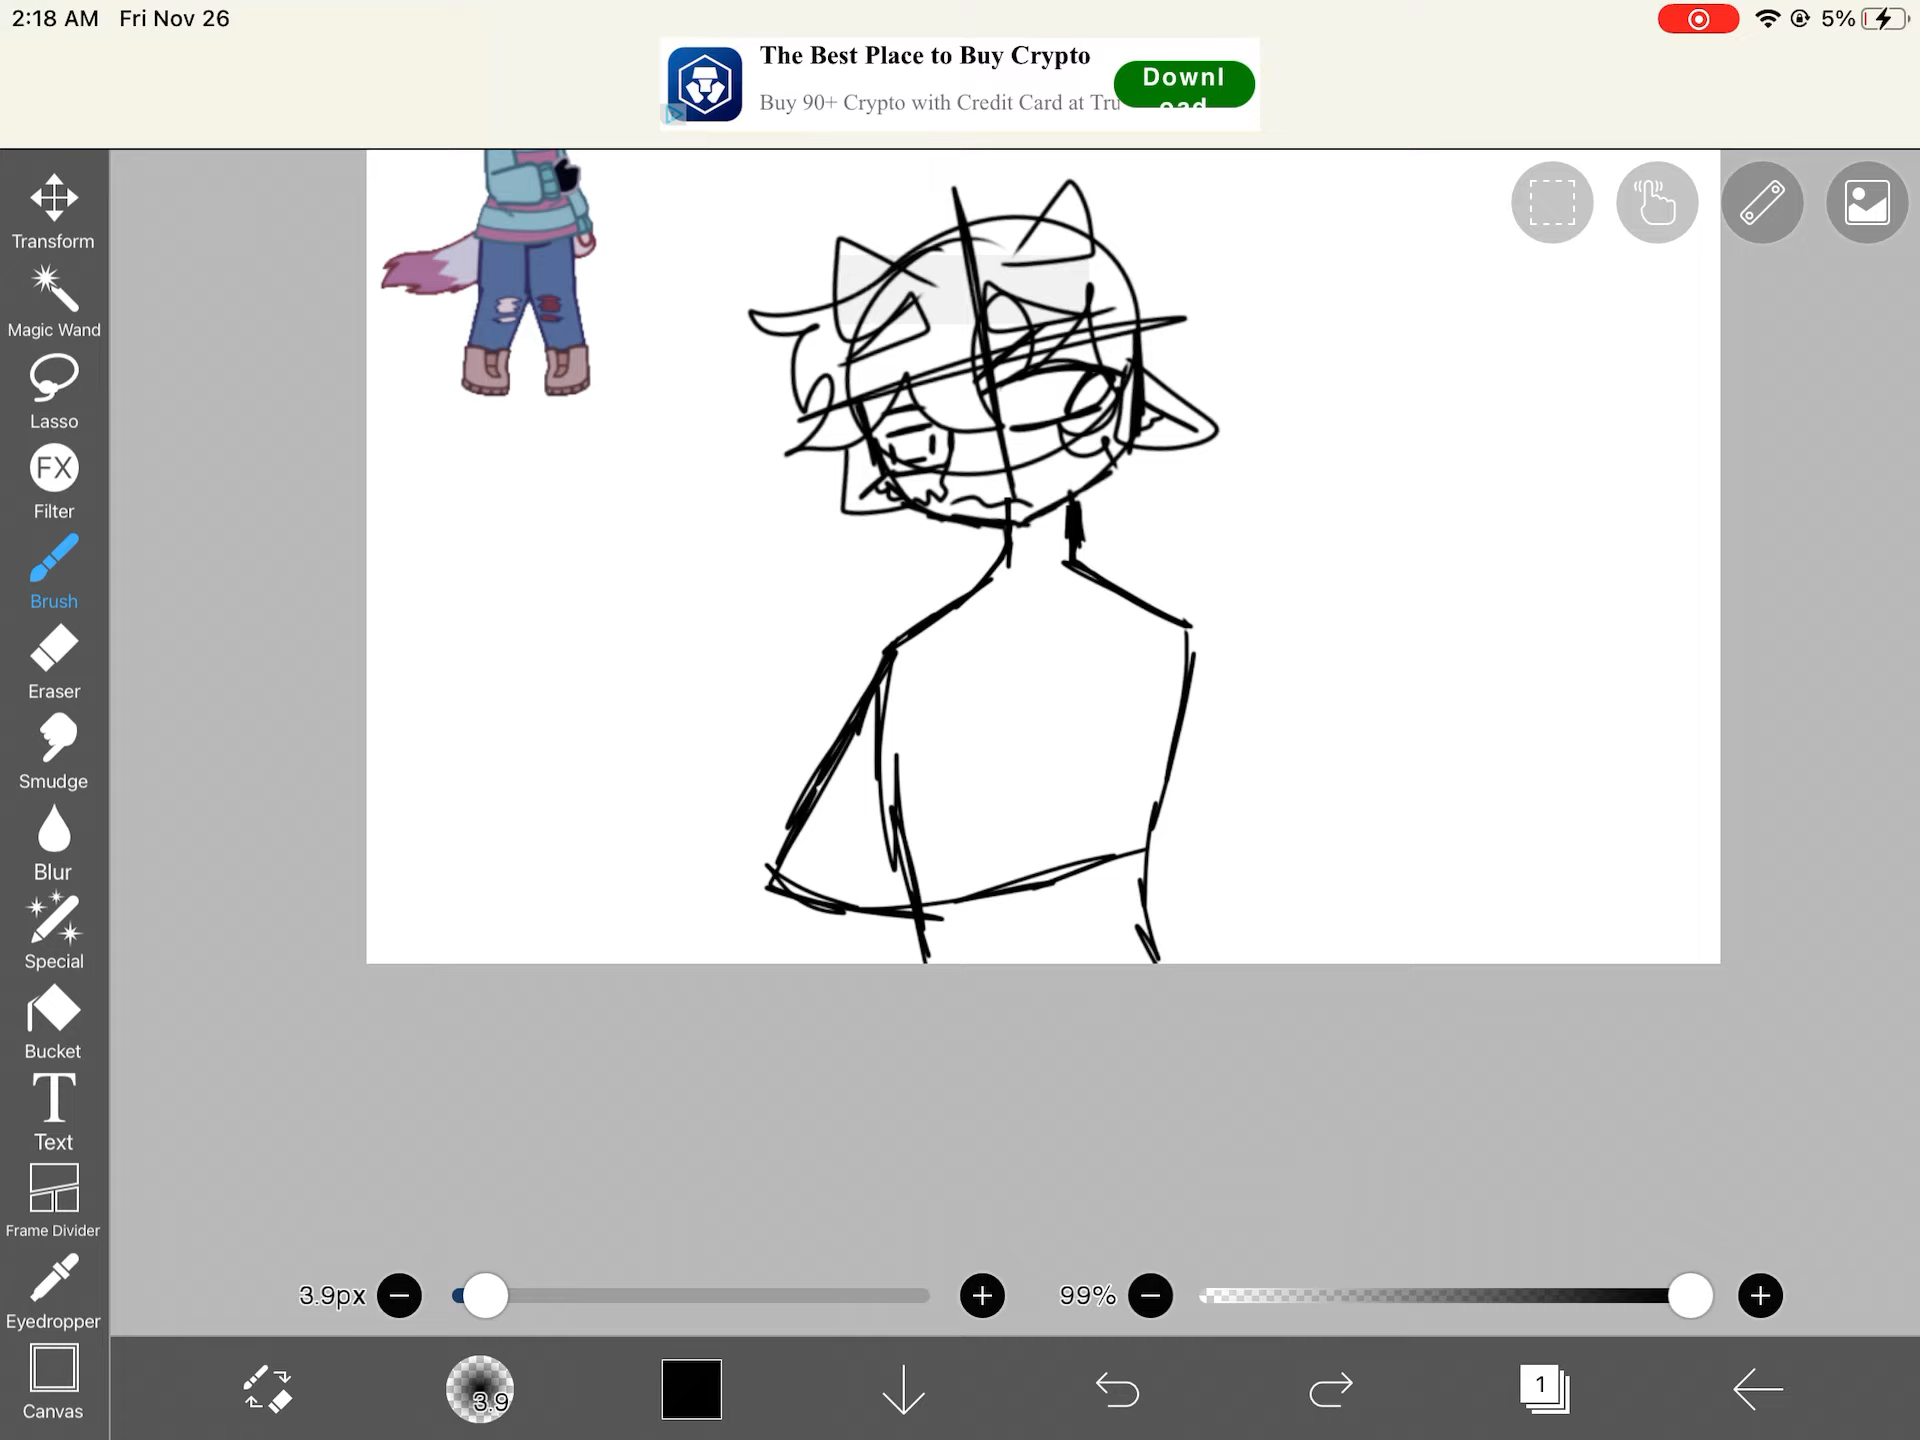 2:18 AM Fri Nov 26
5%
The Best Place to Buy Crypto
Buy 90+ Crypto with Credit Card at Tru
Download
Transform
Magic Wand
Lasso
FX
Filter
Brush
Eraser
Smudge
Blur
Special
Bucket
T
Text
Frame Divider
Eyedropper
Canvas
3.9px
99%
3.9
1